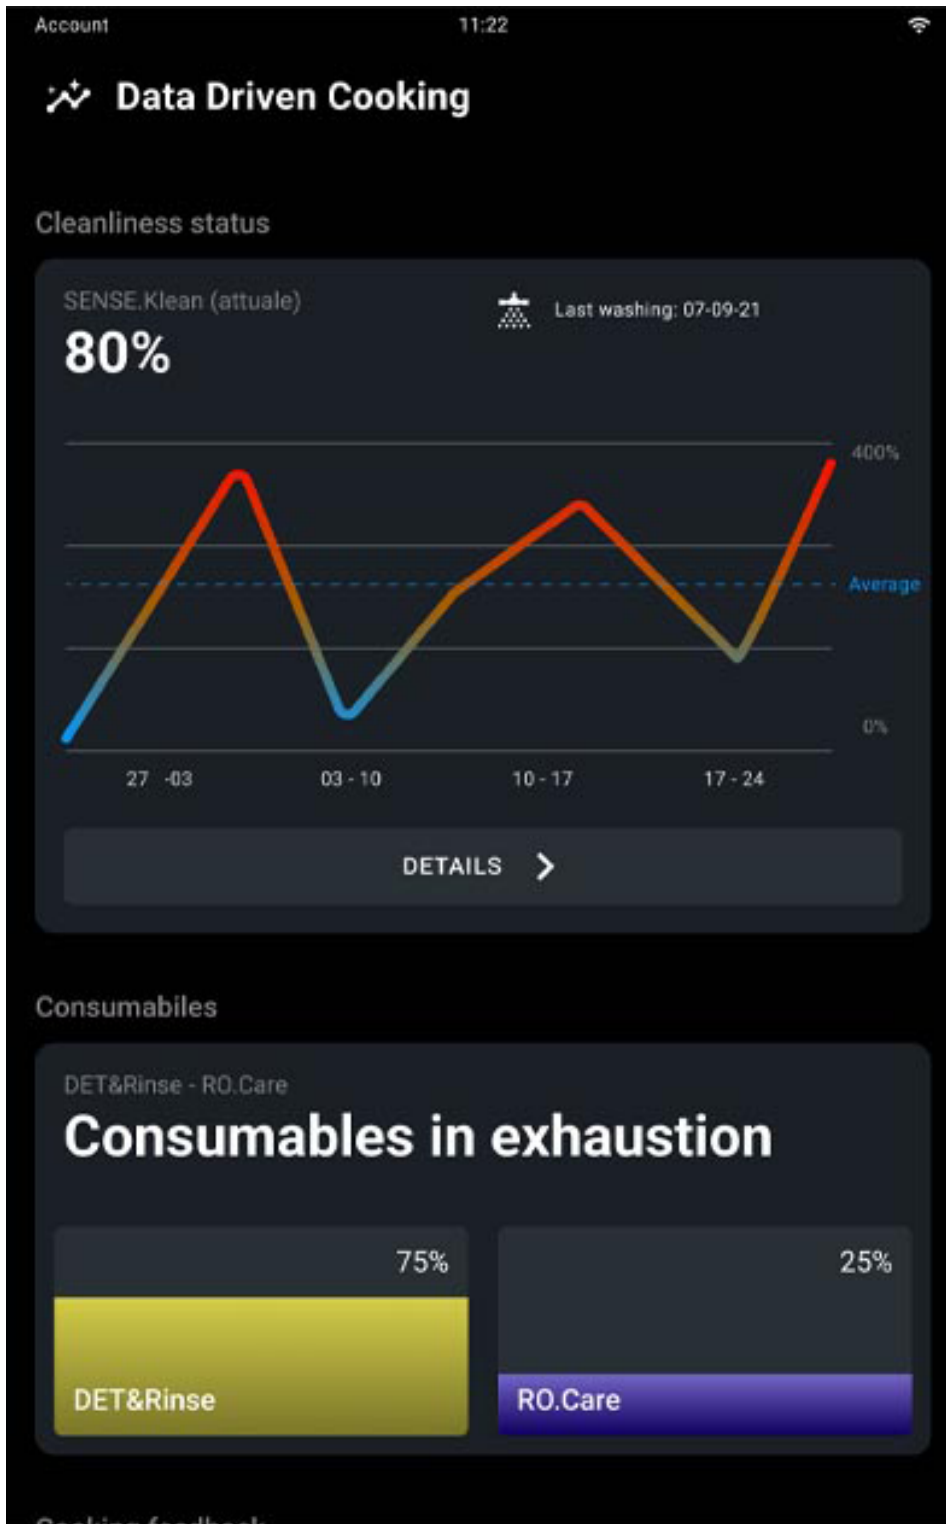 Account
11:22
Data Driven Cooking
Cleanliness status
SENSE.Klean (attuale)
80%
Last washing: 07-09-21
400%
Average
0%
27 -03
03 - 10
10 - 17
17 - 24
DETAILS
Consumabiles
DET&Rinse - RO.Care
Consumables in exhaustion
75%
DET&Rinse
25%
RO.Care
Cooking feedback